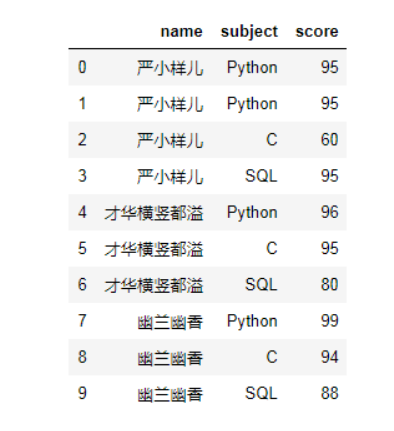 name subject score
0 严小样儿 Python 95
1 严小样儿 Python 95
2 严小样儿 C 60
3 严小样儿 SQL 95
4 才华横竖都溢 Python 96
5 才华横竖都溢 C 95
6 才华横竖都溢 SQL 80
7 幽兰幽香 Python 99
8 幽兰幽香 C 94
9 幽兰幽香 SQL 88